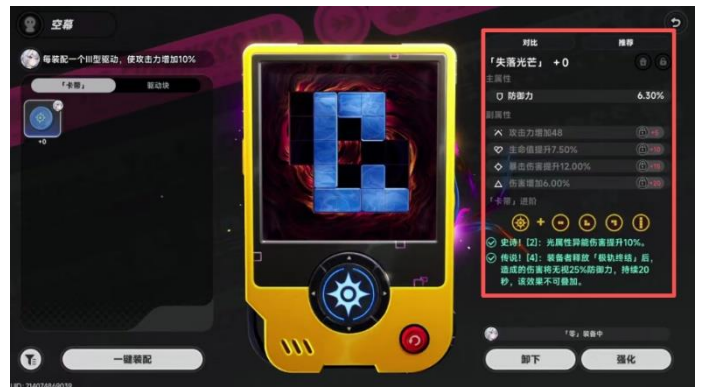 空幕
每装配一个III型驱动，使攻击力增加10%
「卡带」
驱动块
+0
一键装配
对比
推荐
「失落光芒」 +0
主属性
防御力
6.30%
副属性
攻击力增加48
+5
生命值提升7.50%
+10
暴击伤害提升12.00%
+15
伤害增加6.00%
+20
「卡带」进阶
+
史诗！[2]：光属性异能伤害提升10%。
传说！[4]：装备者释放「极轨终结」后，
造成的伤害将无视25%防御力，持续20
秒，该效果不可叠加。
「零」装备中
卸下
强化